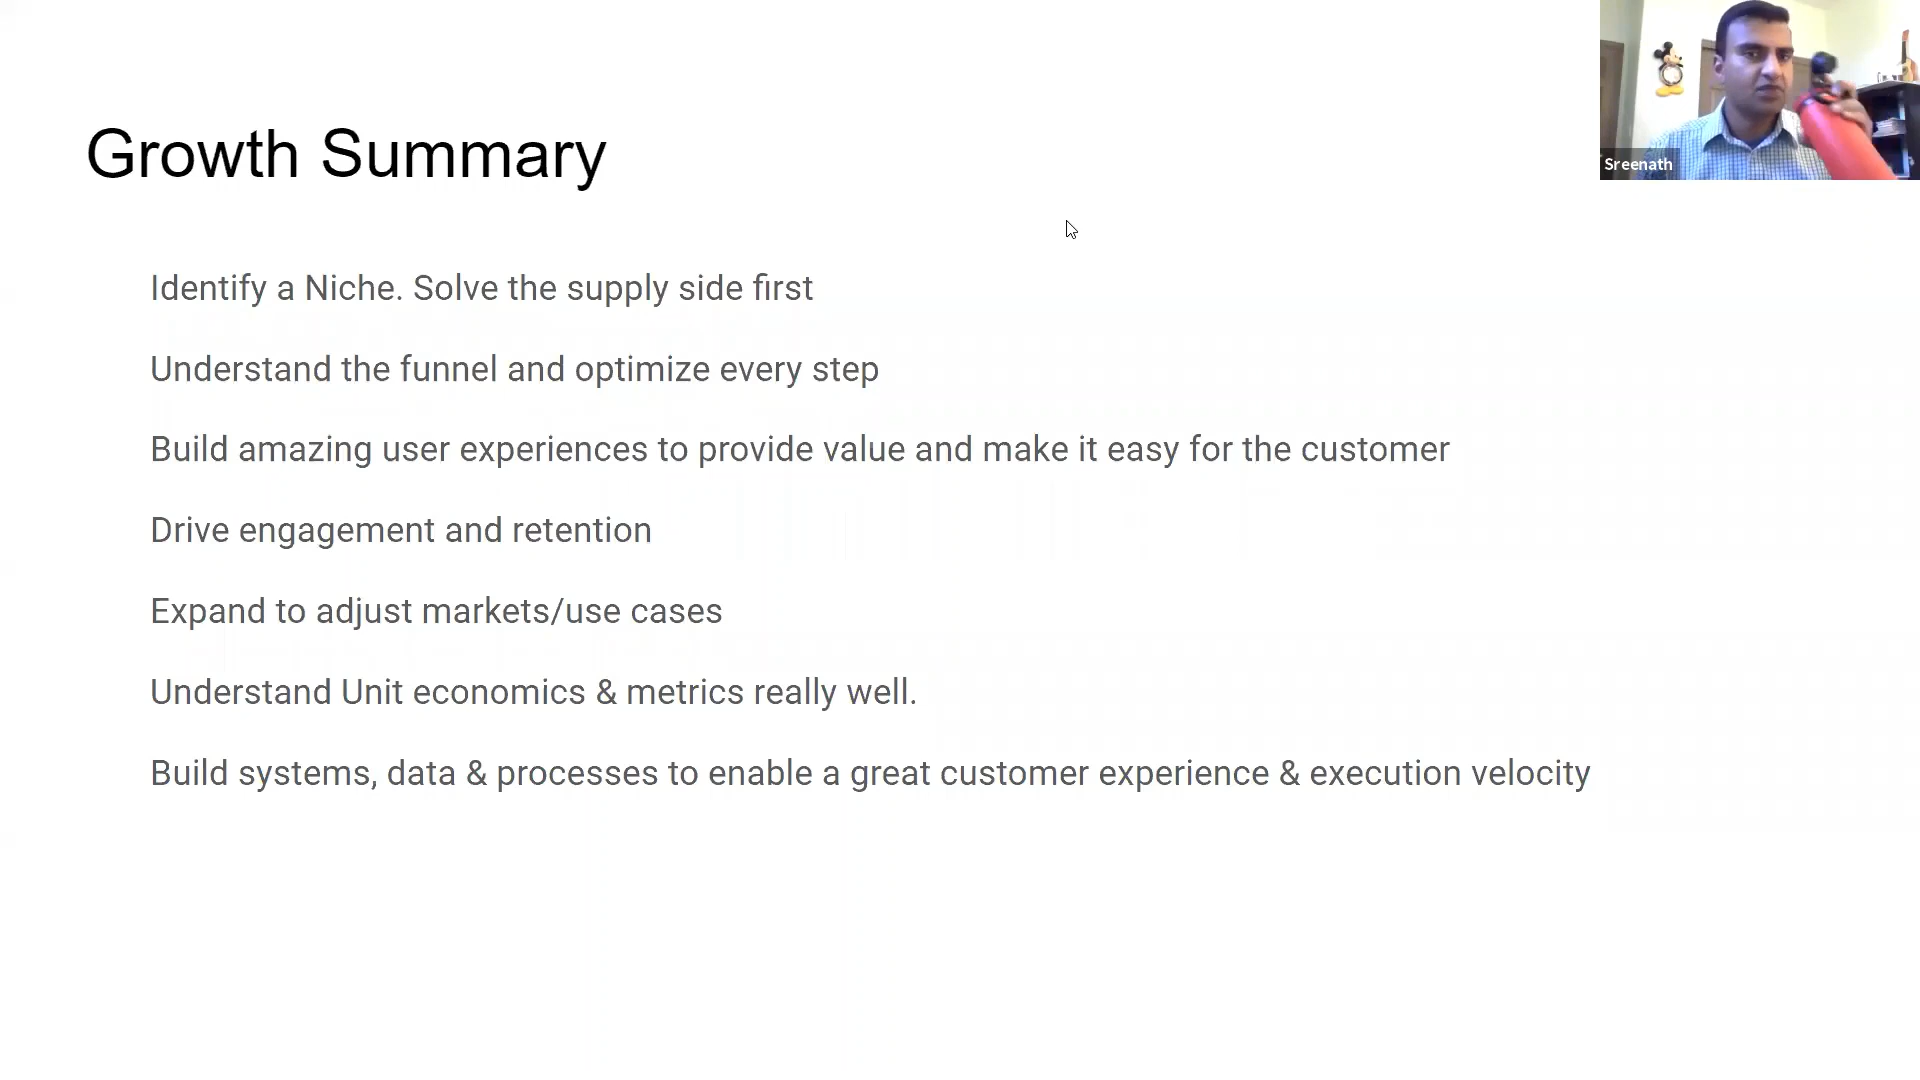 Growth Summary
Sreenath
Identify a Niche. Solve the supply side first
Understand the funnel and optimize every step
Build amazing user experiences to provide value and make it easy for the customer
Drive engagement and retention
Expand to adjust markets/use cases
Understand Unit economics & metrics really well.
Build systems, data & processes to enable a great customer experience & execution velocity